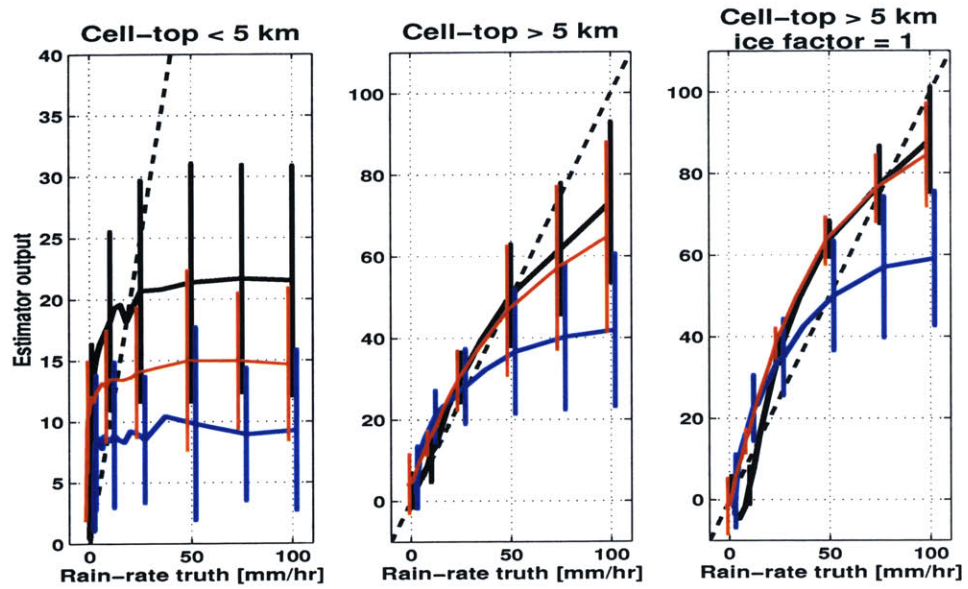 Cell-top < 5 km
Cell-top > 5 km
Cell-top > 5 km
ice factor = 1
Estimator output
40
35
30
25
20
15
10
5
0
100
80
60
40
20
0
100
80
60
40
20
0
0 50 100
0 50 100
0 50 100
Rain-rate truth [mm/hr]
Rain-rate truth [mm/hr]
Rain-rate truth [mm/hr]